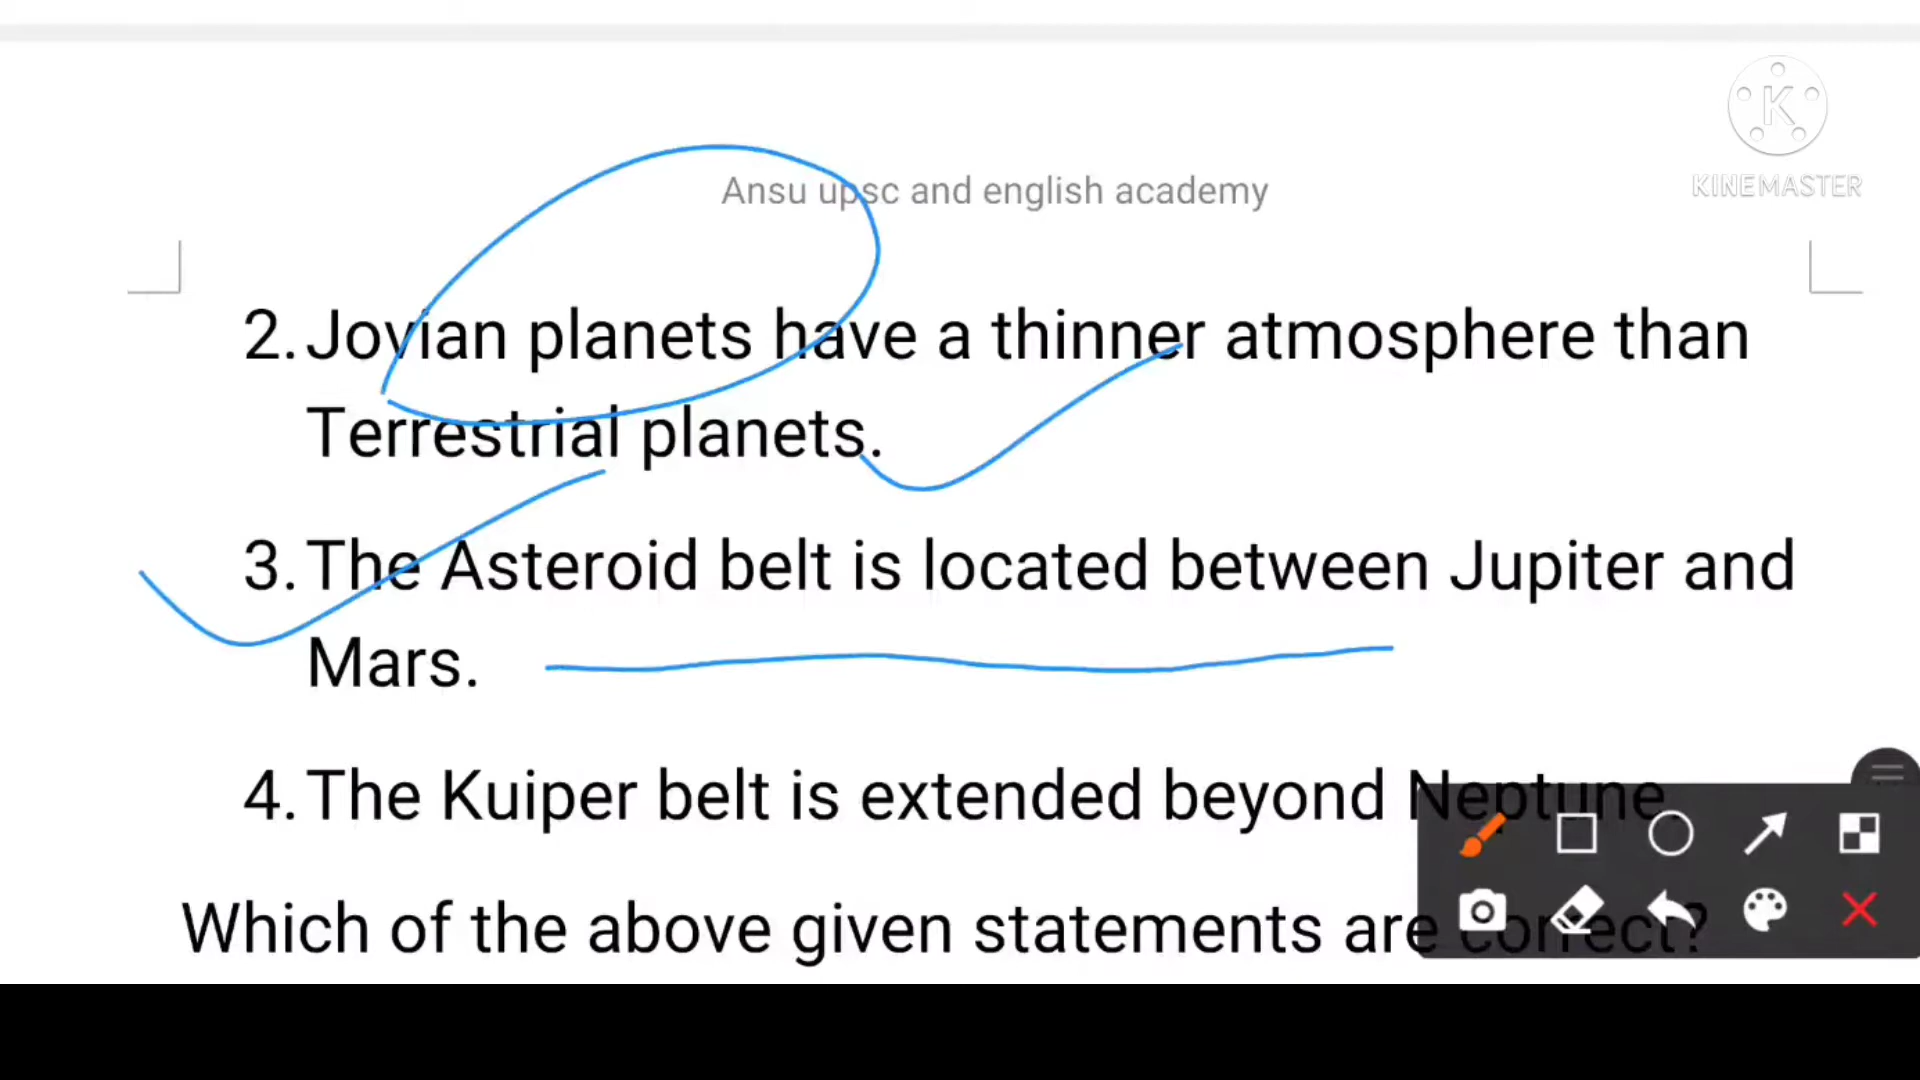 KINEMASTER
Ansu upsc and english academy
2. Jovian planets have a thinner atmosphere than
Terrestrial planets.
3. The Asteroid belt is located between Jupiter and
Mars.
4. The Kuiper belt is extended beyond Neptune.
Which of the above given statements are correct?